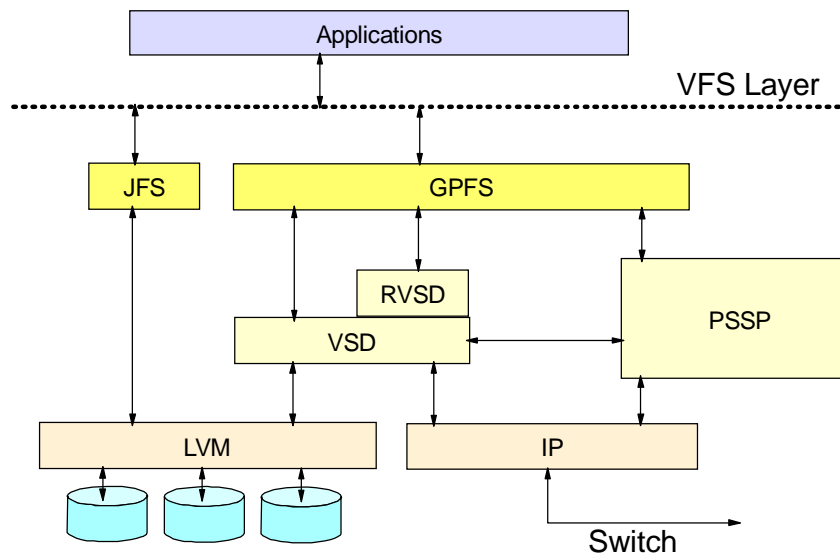 Applications
VFS Layer
JFS
GPFS
RVSD
VSD
PSSP
LVM
IP
Switch